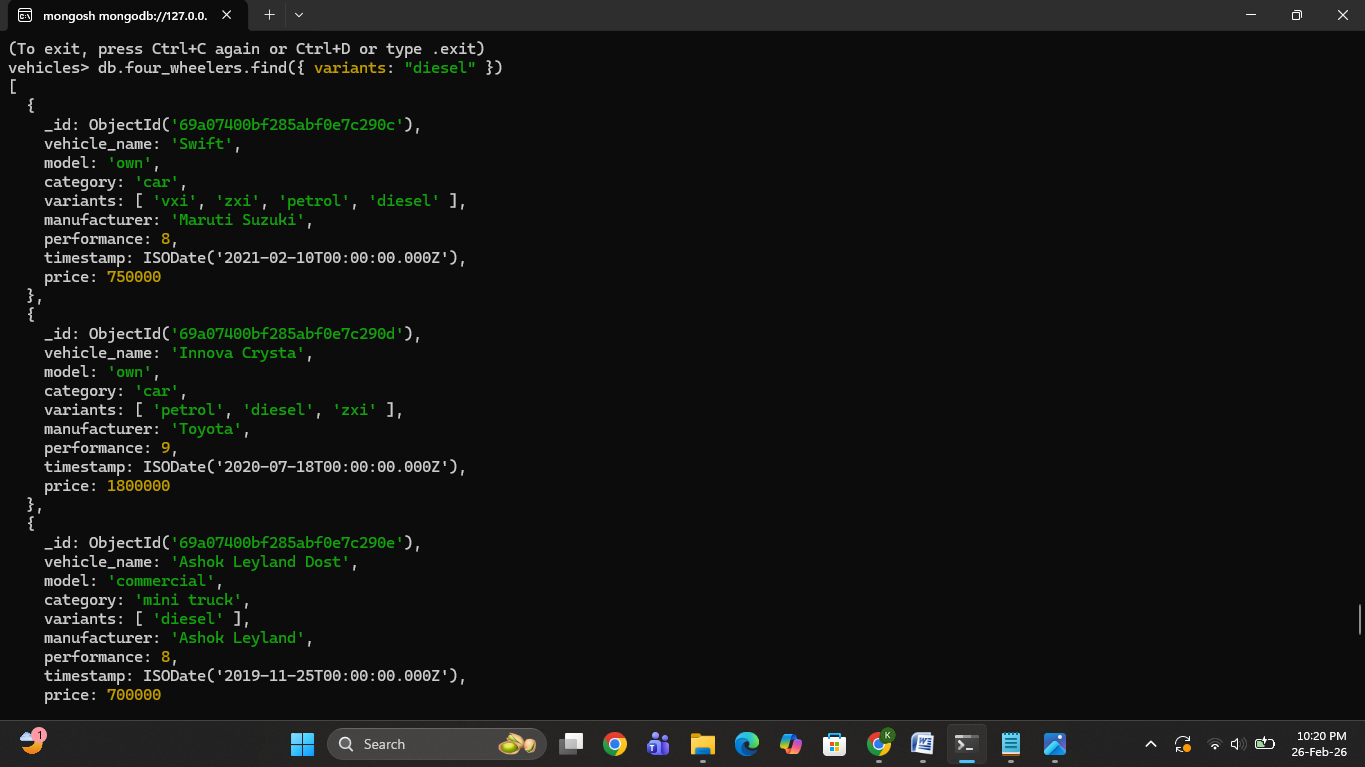 mongosh mongodb://127.0.0.
(To exit, press Ctrl+C again or Ctrl+D or type .exit)
vehicles> db.four_wheelers.find({ variants: "diesel" })
[
  {
    _id: ObjectId('69a07400bf285abf0e7c290c'),
    vehicle_name: 'Swift',
    model: 'own',
    category: 'car',
    variants: [ 'vxi', 'zxi', 'petrol', 'diesel' ],
    manufacturer: 'Maruti Suzuki',
    performance: 8,
    timestamp: ISODate('2021-02-10T00:00:00.000Z'),
    price: 750000
  },
  {
    _id: ObjectId('69a07400bf285abf0e7c290d'),
    vehicle_name: 'Innova Crysta',
    model: 'own',
    category: 'car',
    variants: [ 'petrol', 'diesel', 'zxi' ],
    manufacturer: 'Toyota',
    performance: 9,
    timestamp: ISODate('2020-07-18T00:00:00.000Z'),
    price: 1800000
  },
  {
    _id: ObjectId('69a07400bf285abf0e7c290e'),
    vehicle_name: 'Ashok Leyland Dost',
    model: 'commercial',
    category: 'mini truck',
    variants: [ 'diesel' ],
    manufacturer: 'Ashok Leyland',
    performance: 8,
    timestamp: ISODate('2019-11-25T00:00:00.000Z'),
    price: 700000
1
Search
K
10:20 PM
26-Feb-26